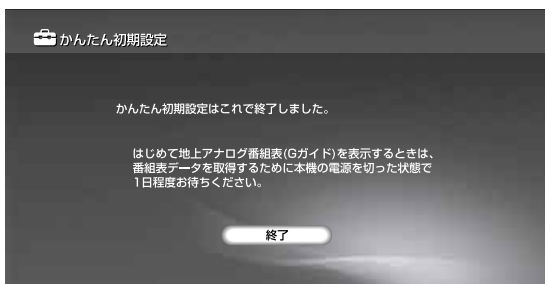 かんたん初期設定
かんたん初期設定はこれで終了しました。
はじめて地上アナログ番組表(Gガイド)を表示するときは、
番組表データを取得するために本機の電源を切った状態で
1日程度お待ちください。
終了